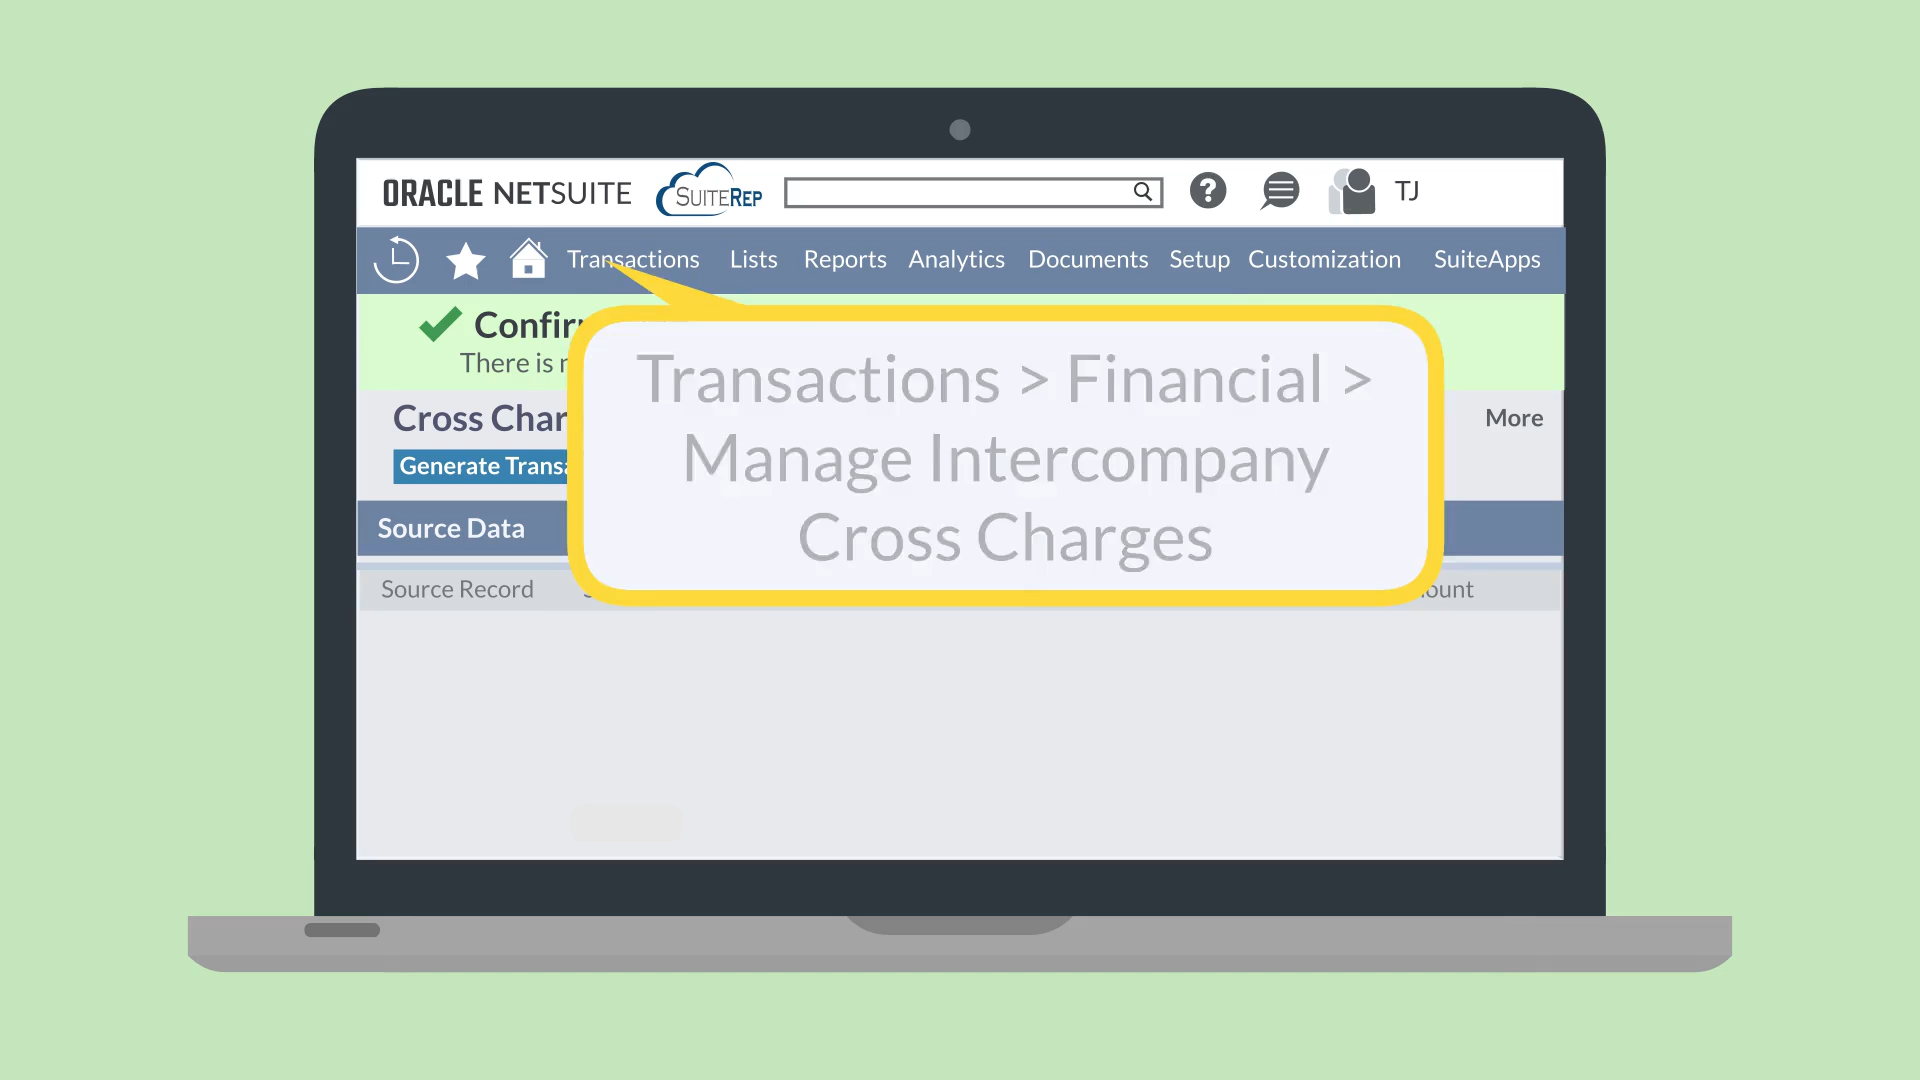 ORACLE NETSUITE SUITEREP TJ
Transactions Lists Reports Analytics Documents Setup Customization SuiteApps
Confir
There is
Transactions > Financial >
Manage Intercompany
Cross Charges
Cross Char
More
Generate Transa
Source Data
Source Record
ount